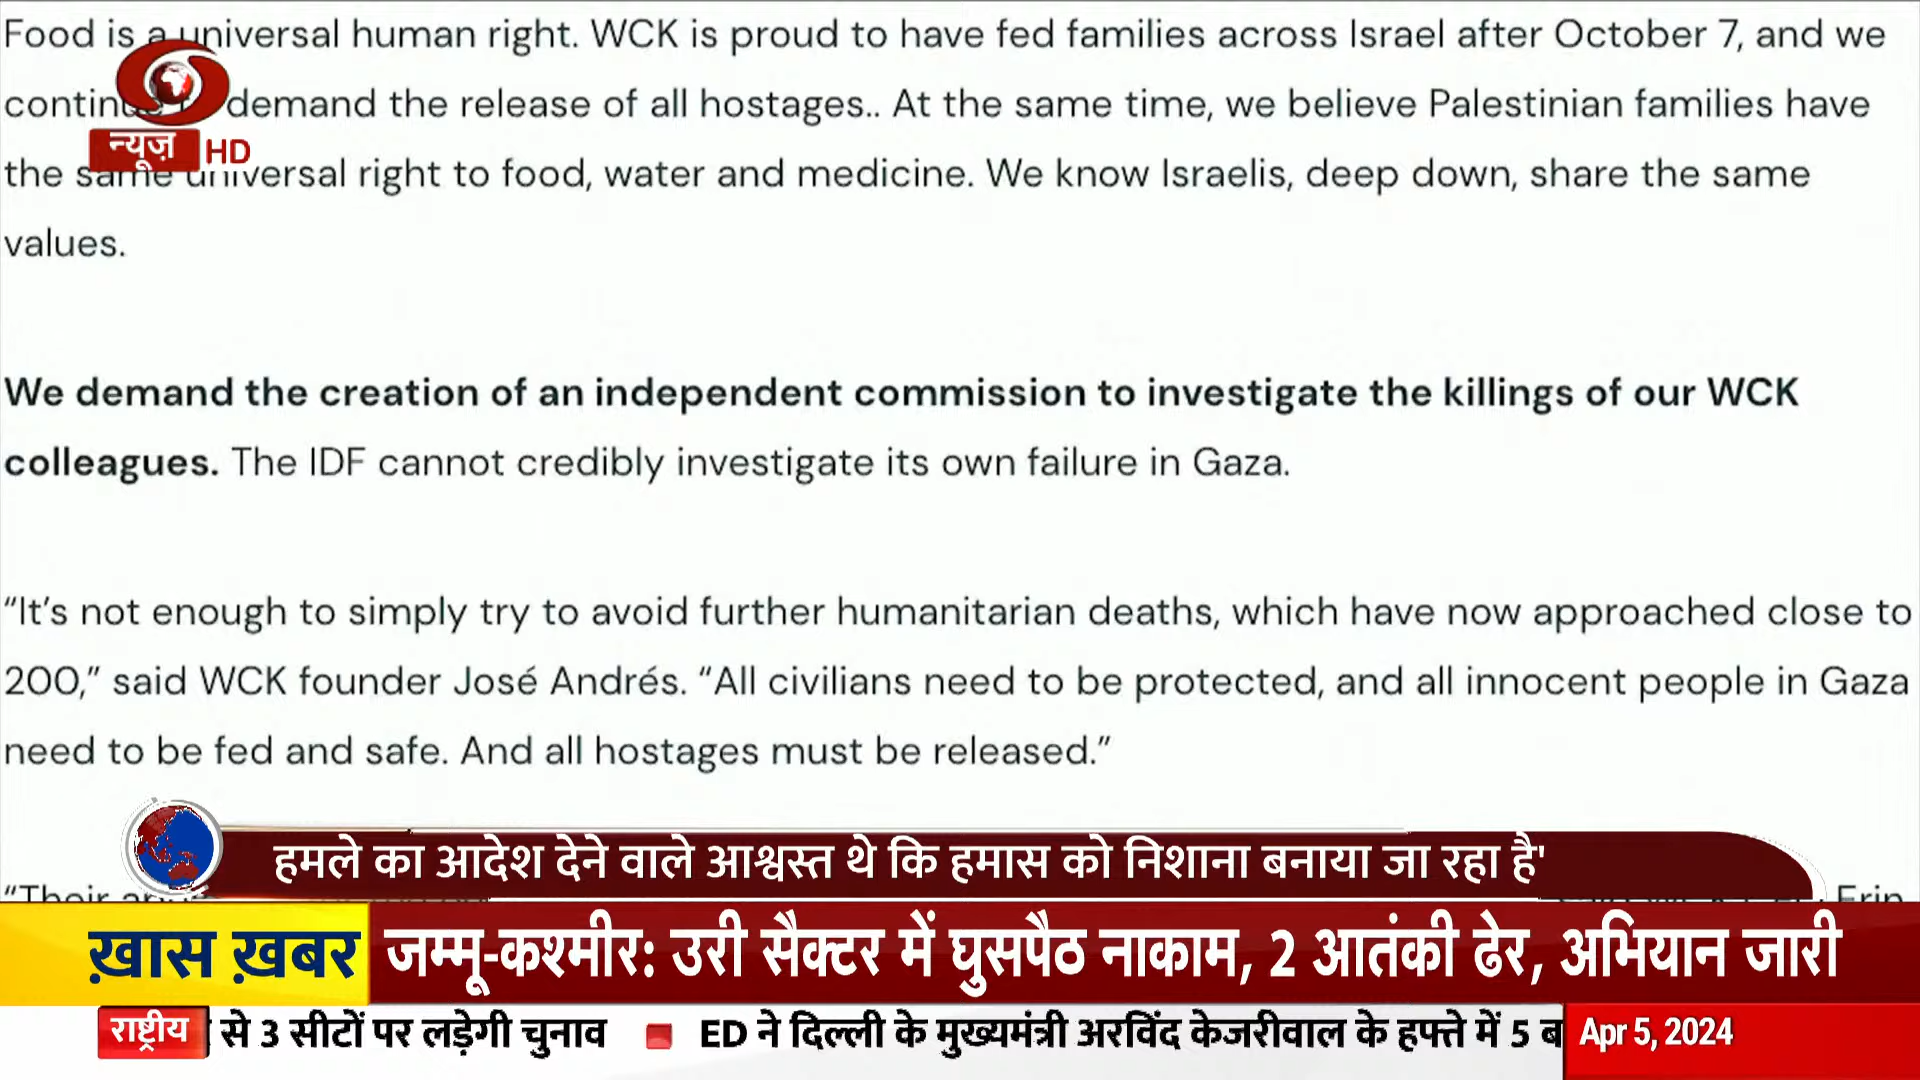 Food is a universal human right. WCK is proud to have fed families across Israel after October 7, and we
demand the release of all hostages.. At the same time, we believe Palestinian families have
the same universal right to food, water and medicine. We know Israelis, deep down, share the same
values.
न्यूज़ HD
We demand the creation of an independent commission to investigate the killings of our WCK
colleagues. The IDF cannot credibly investigate its own failure in Gaza.
“It’s not enough to simply try to avoid further humanitarian deaths, which have now approached close to
200,” said WCK founder José Andrés. “All civilians need to be protected, and all innocent people in Gaza
need to be fed and safe. And all hostages must be released.”
हमले का आदेश देने वाले आश्वस्त थे कि हमास को निशाना बनाया जा रहा है'
“Their Erin
ख़ास ख़बर जम्मू-कश्मीर: उरी सैक्टर में घुसपैठ नाकाम, 2 आतंकी ढेर, अभियान जारी
राष्ट्रीय से 3 सीटों पर लड़ेगी चुनाव ED ने दिल्ली के मुख्यमंत्री अरविंद केजरीवाल के हफ्ते में 5 Apr 5, 2024